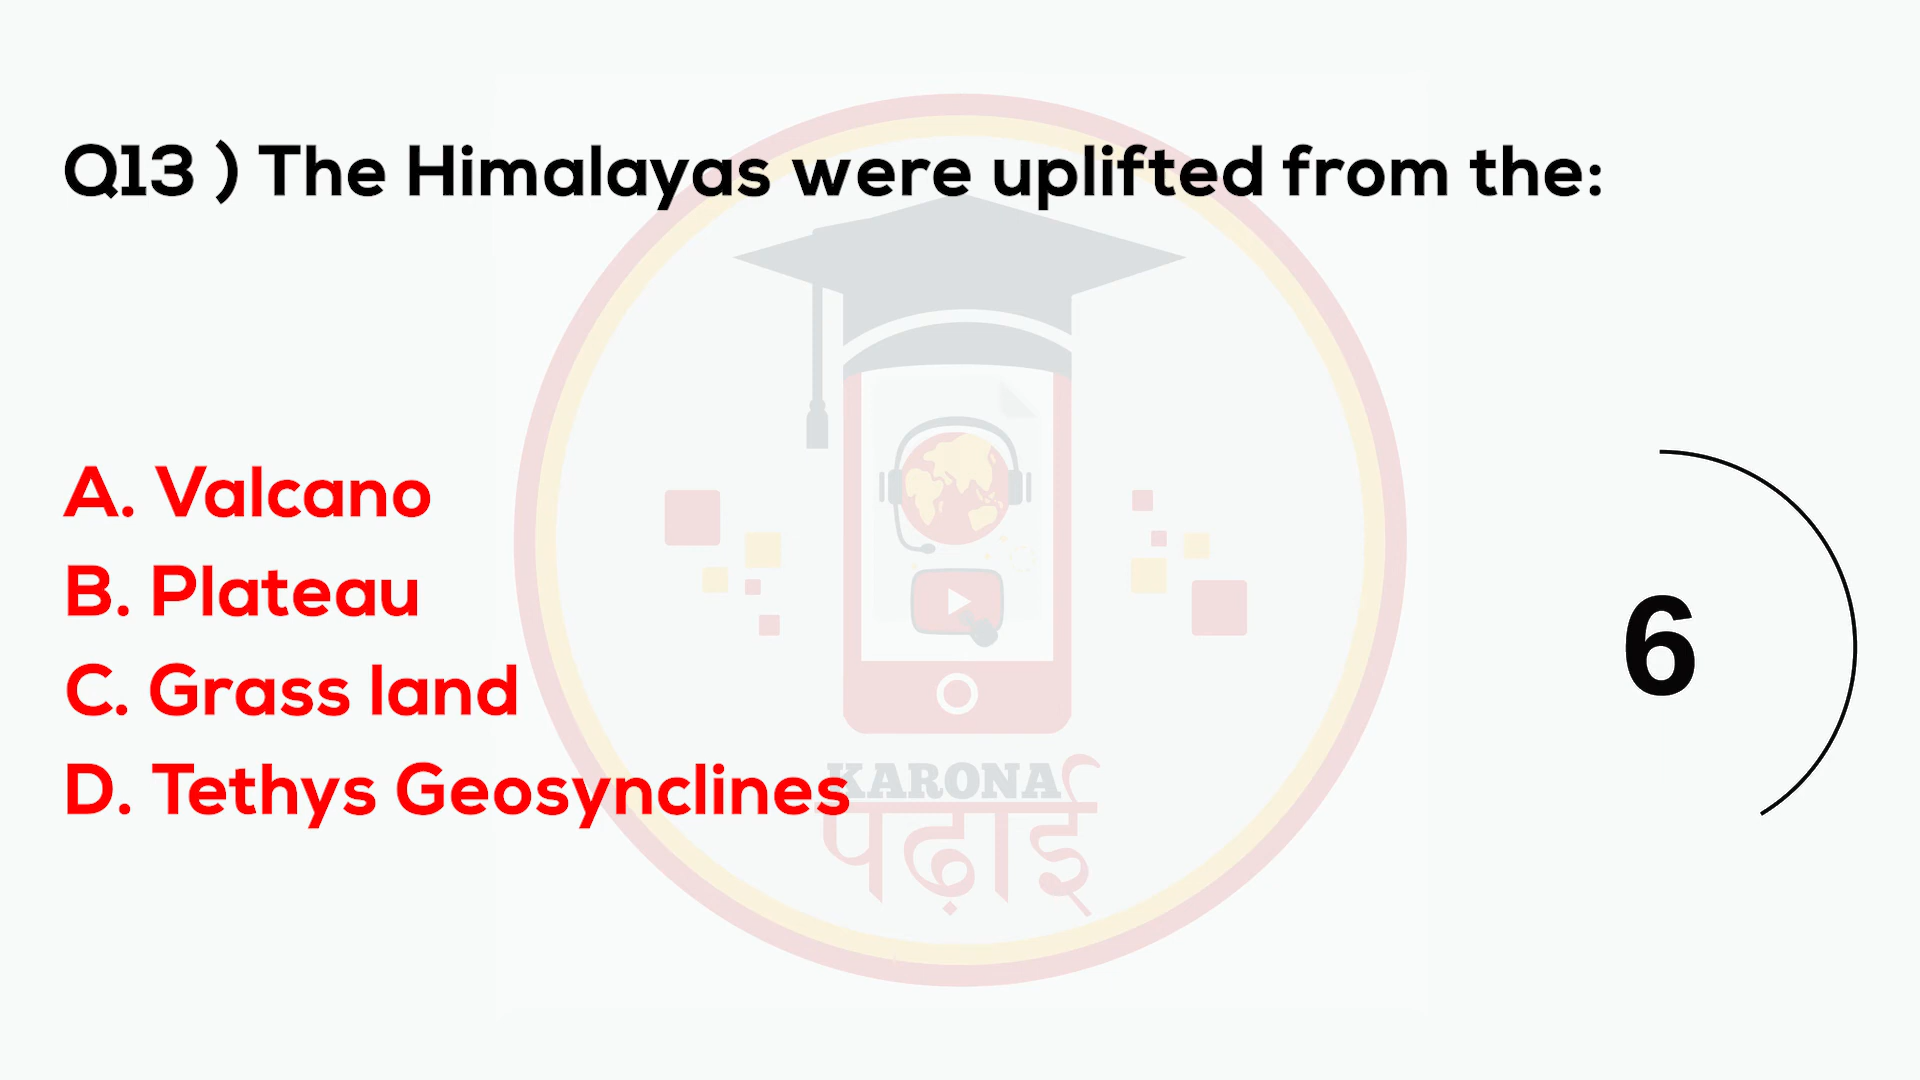 Q13 ) The Himalayas were uplifted from the:
A. Valcano
B. Plateau
C. Grass land
D. Tethys Geosynclines
6
KARONA
पढ़ाई